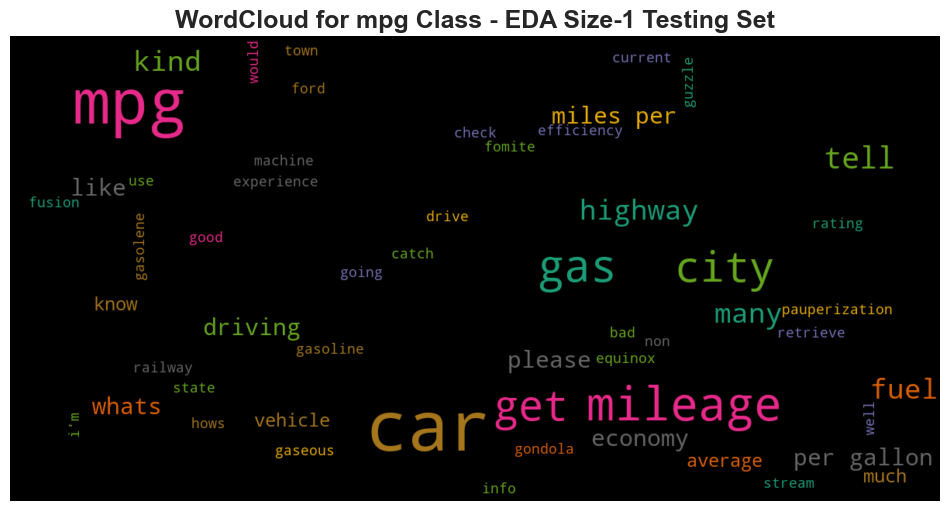 WordCloud for mpg Class - EDA Size-1 Testing Set
kind
would
town
current
mpg
ford
guzzle
miles per
check
efficiency
fomite
tell
machine
like
use
experience
fusion
highway
drive
rating
gasolene
good
catch
going
gas
city
know
driving
many
pauperization
bad
retrieve
non
gasoline
please
equinox
railway
state
fuel
whats
get
mileage
i'm
hows
vehicle
car
well
economy
gaseous
gondola
average
per gallon
much
info
stream